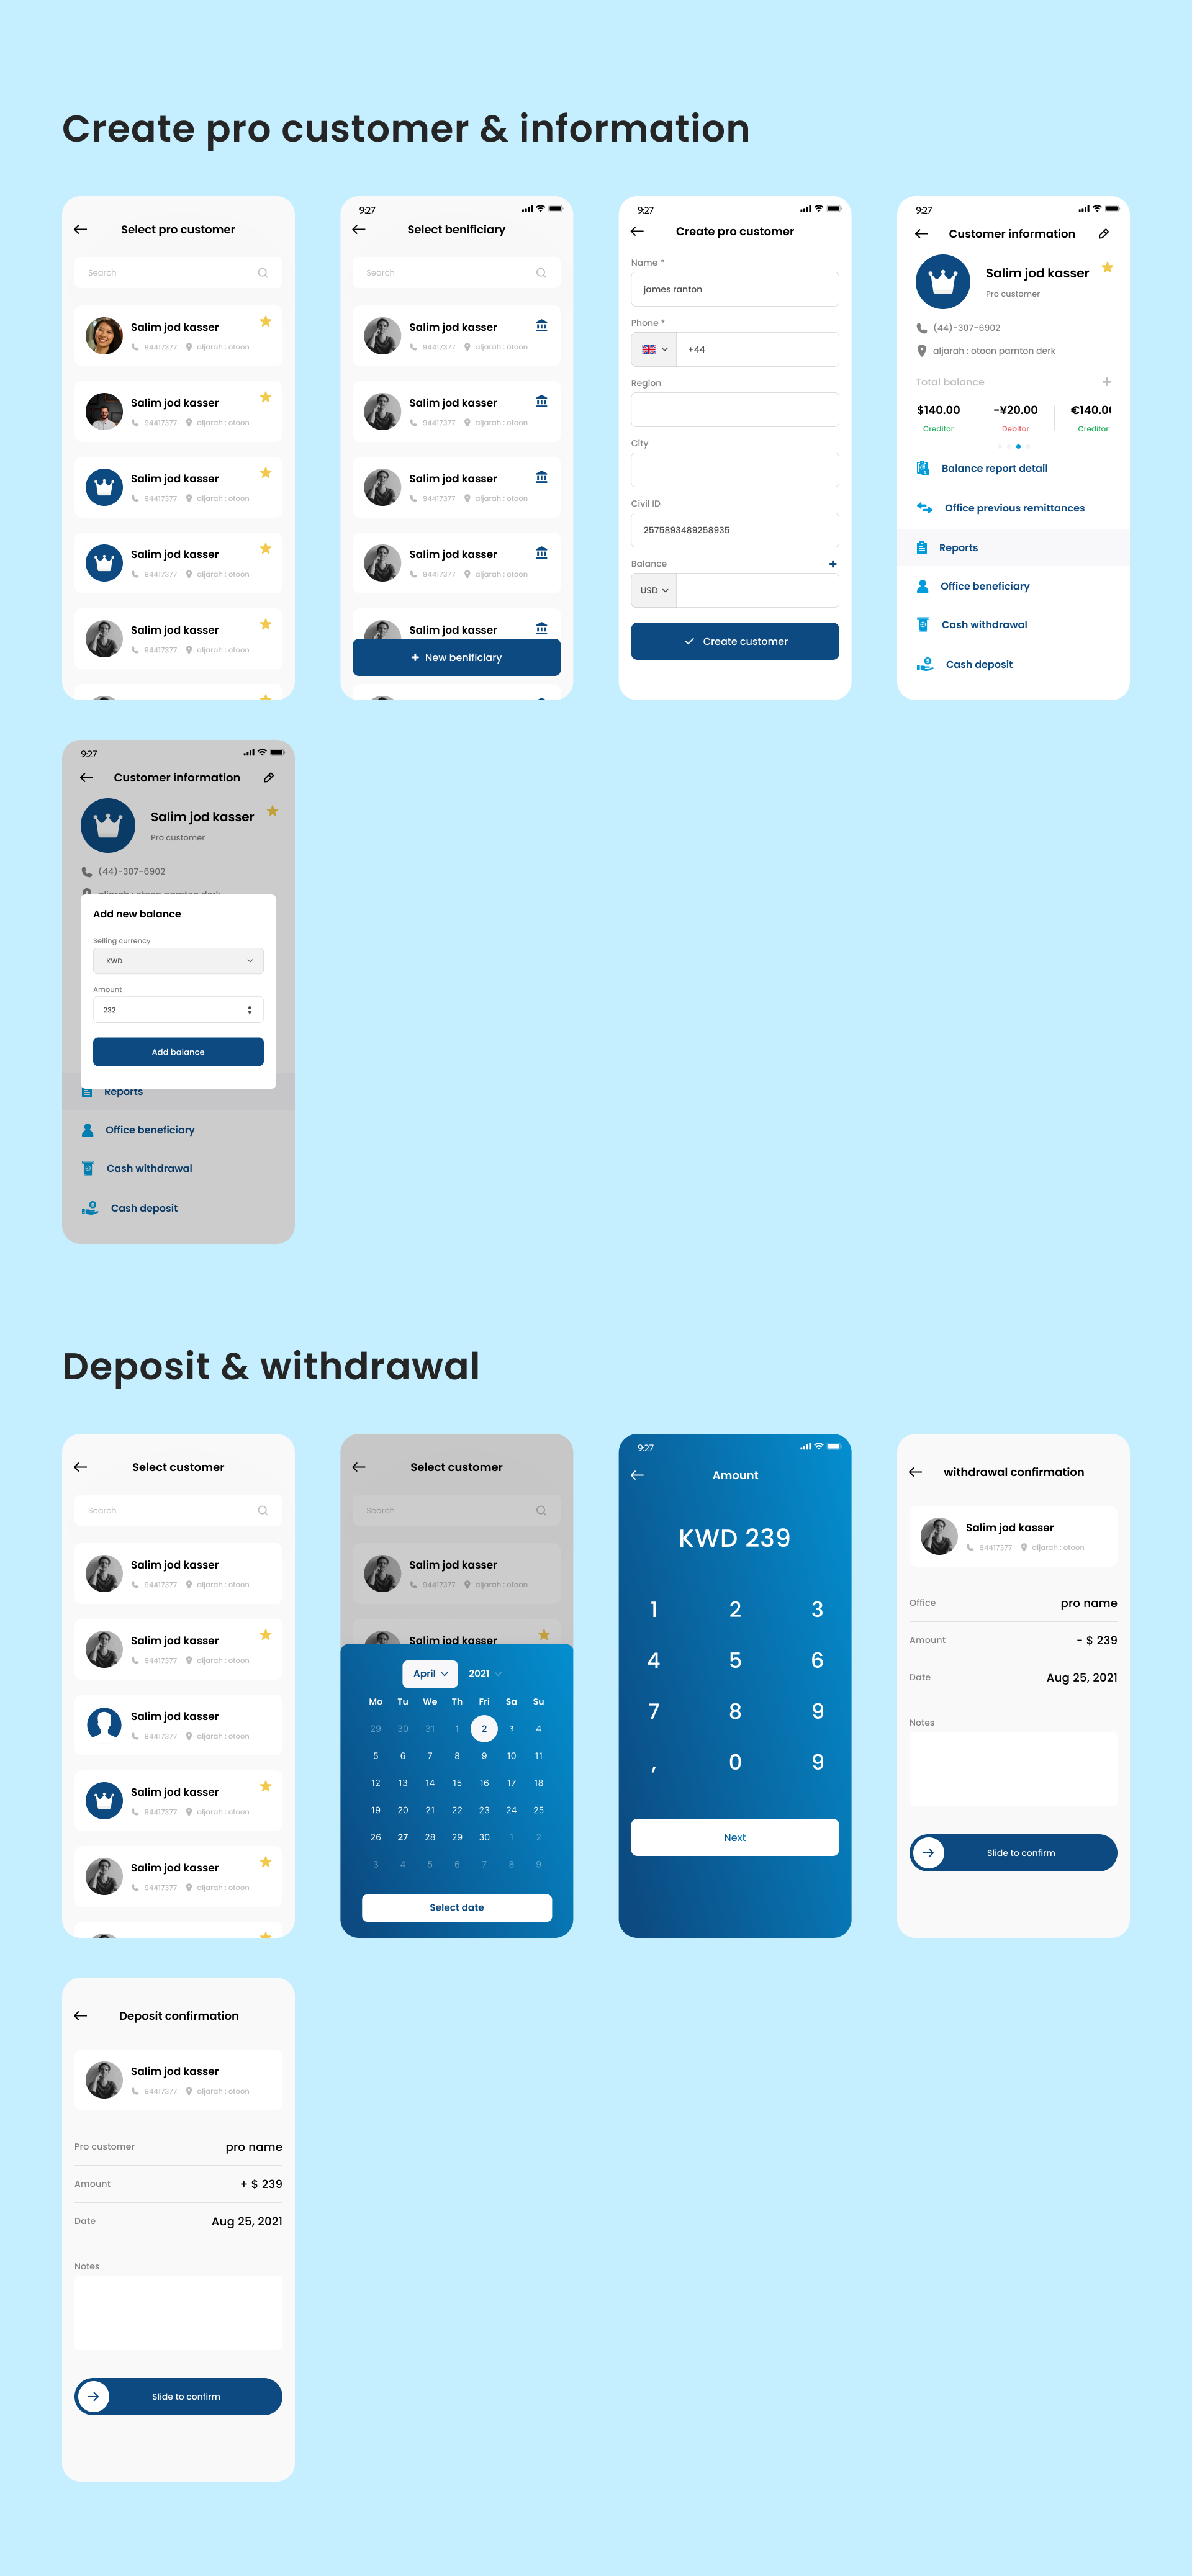 Create pro customer & information
Select pro customer
Search
Salim jod kasser
94417377 aljarah : otoon
Salim jod kasser
94417377 aljarah : otoon
Salim jod kasser
94417377 aljarah : otoon
Salim jod kasser
94417377 aljarah : otoon
Salim jod kasser
94417377 aljarah : otoon
9:27
Select benificiary
Search
Salim jod kasser
94417377 aljarah : otoon
Salim jod kasser
94417377 aljarah : otoon
Salim jod kasser
94417377 aljarah : otoon
Salim jod kasser
94417377 aljarah : otoon
Salim jod kasser
New benificiary
9:27
Create pro customer
Name *
james ranton
Phone *
+44
Region
City
Civil ID
2575893489258935
Balance
USD
Create customer
9:27
Customer information
Salim jod kasser
Pro customer
(44)-307-6902
aljarah : otoon parnton derk
Total balance
$140.00 -¥20.00 €140.0
Creditor Debitor Creditor
Balance report detail
Office previous remittances
Reports
Office beneficiary
Cash withdrawal
Cash deposit
9:27
Customer information
Salim jod kasser
Pro customer
(44)-307-6902
aljarah : otoon parnton derk
Add new balance
Selling currency
KWD
Amount
232
Add balance
Reports
Office beneficiary
Cash withdrawal
Cash deposit
Deposit & withdrawal
Select customer
Search
Salim jod kasser
94417377 aljarah : otoon
Salim jod kasser
94417377 aljarah : otoon
Salim jod kasser
94417377 aljarah : otoon
Salim jod kasser
94417377 aljarah : otoon
Salim jod kasser
94417377 aljarah : otoon
Select customer
Search
Salim jod kasser
94417377 aljarah : otoon
Salim jod kasser
April 2021
Mo Tu We Th Fri Sa Su
29 30 31 1 2 3 4
5 6 7 8 9 10 11
12 13 14 15 16 17 18
19 20 21 22 23 24 25
26 27 28 29 30 1 2
3 4 5 6 7 8 9
Select date
9:27
Amount
KWD 239
1 2 3
4 5 6
7 8 9
, 0 9
Next
withdrawal confirmation
Salim jod kasser
94417377 aljarah : otoon
Office pro name
Amount - $ 239
Date Aug 25, 2021
Notes
Slide to confirm
Deposit confirmation
Salim jod kasser
94417377 aljarah : otoon
Pro customer pro name
Amount + $ 239
Date Aug 25, 2021
Notes
Slide to confirm